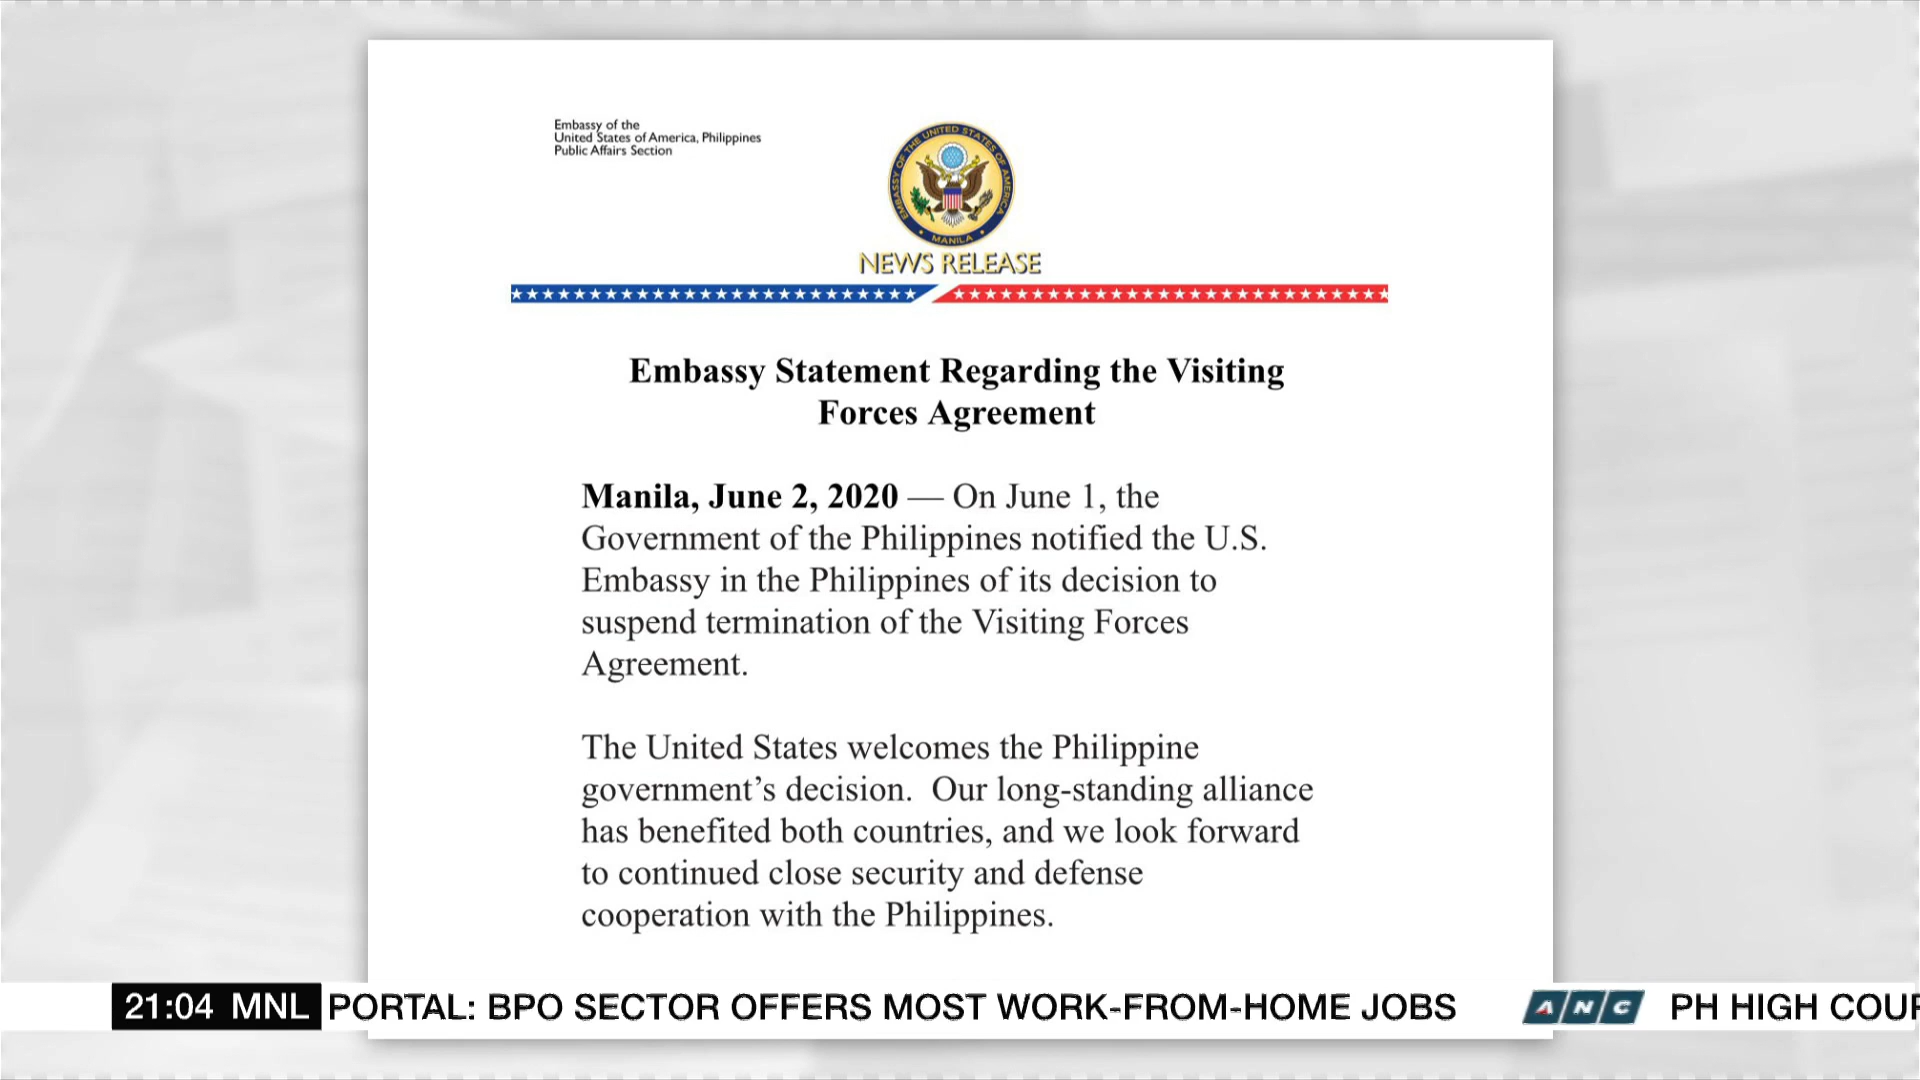 Embassy of the
United States of America, Philippines
Public Affairs Section
EMBASSY OF THE UNITED STATES OF AMERICA
MANILA
NEWS RELEASE
Embassy Statement Regarding the Visiting
Forces Agreement
Manila, June 2, 2020 — On June 1, the
Government of the Philippines notified the U.S.
Embassy in the Philippines of its decision to
suspend termination of the Visiting Forces
Agreement.
The United States welcomes the Philippine
government’s decision.  Our long-standing alliance
has benefited both countries, and we look forward
to continued close security and defense
cooperation with the Philippines.
21:04 MNL PORTAL: BPO SECTOR OFFERS MOST WORK-FROM-HOME JOBS ANC PH HIGH COUR